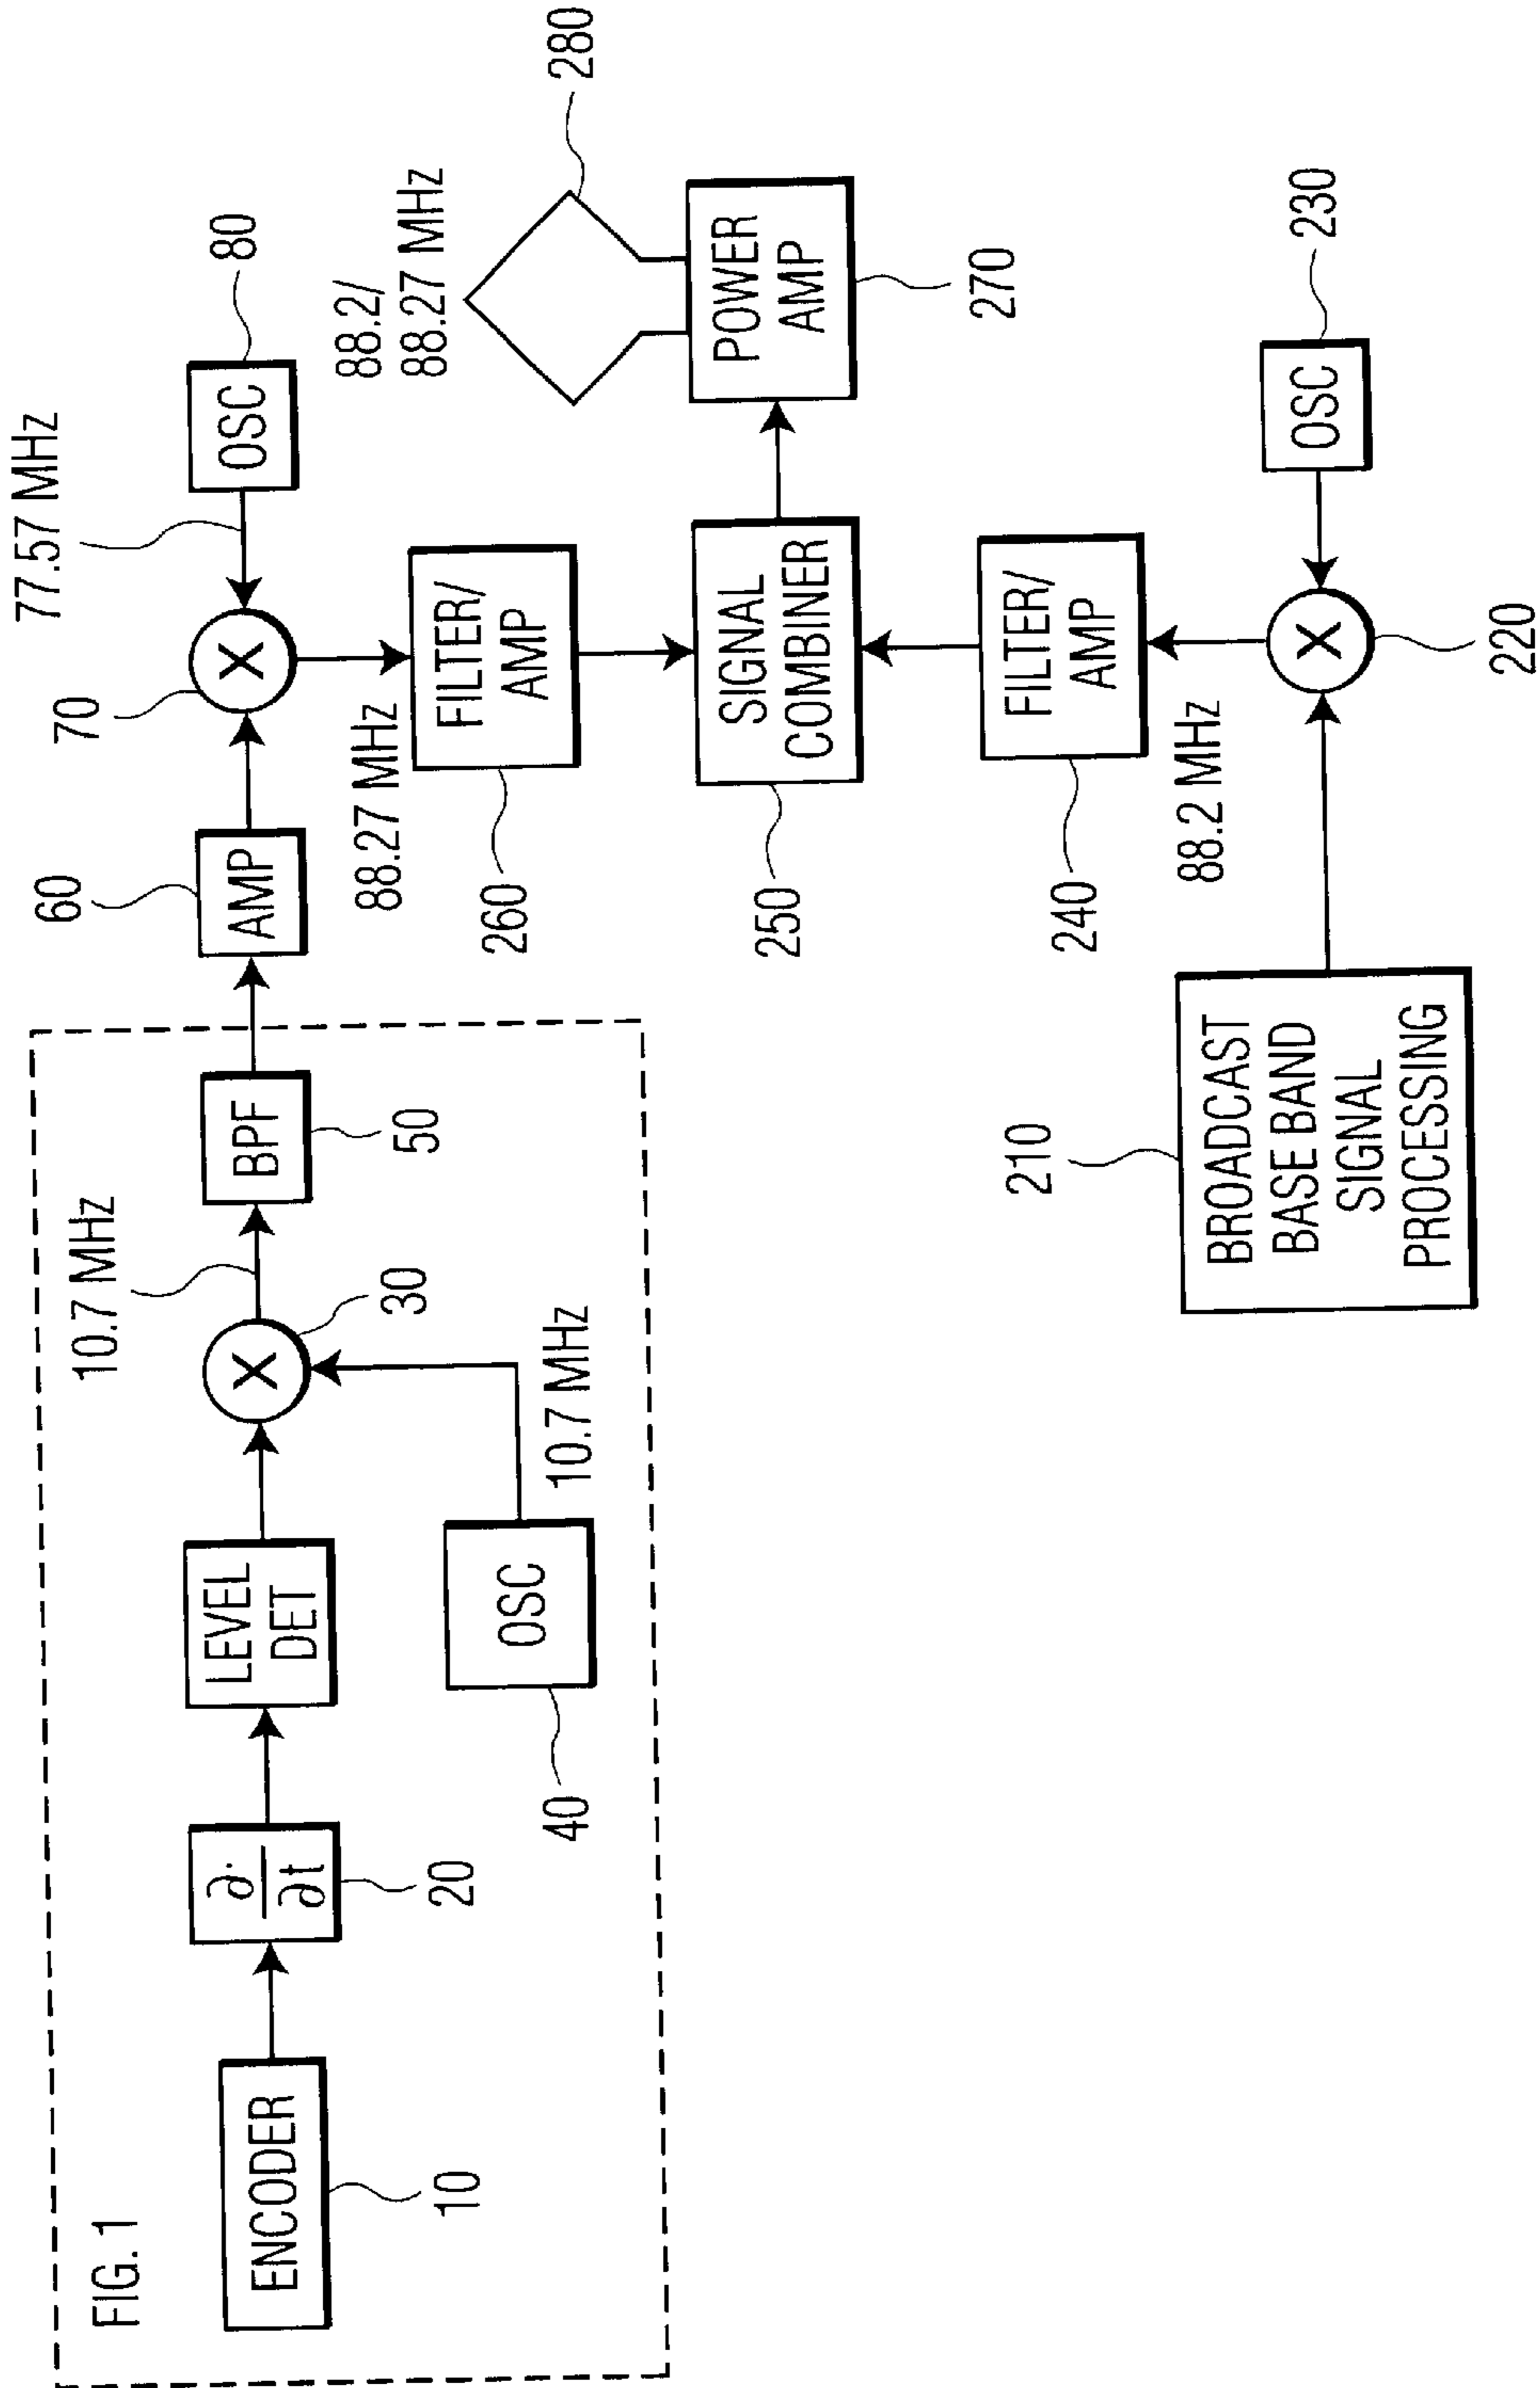 FIG. 1
ENCODER
10
∂·
∂t
20
LEVEL
DET
OSC
40
10.7 MHz
X
30
10.7 MHz
BPF
50
AMP
60
X
70
77.57 MHz
OSC
80
88.27 MHz
FILTER/
AMP
260
SIGNAL
COMBINER
250
88.2/
88.27 MHz
280
POWER
AMP
270
FILTER/
AMP
240
88.2 MHz
X
220
OSC
230
BROADCAST
BASE BAND
SIGNAL
PROCESSING
210